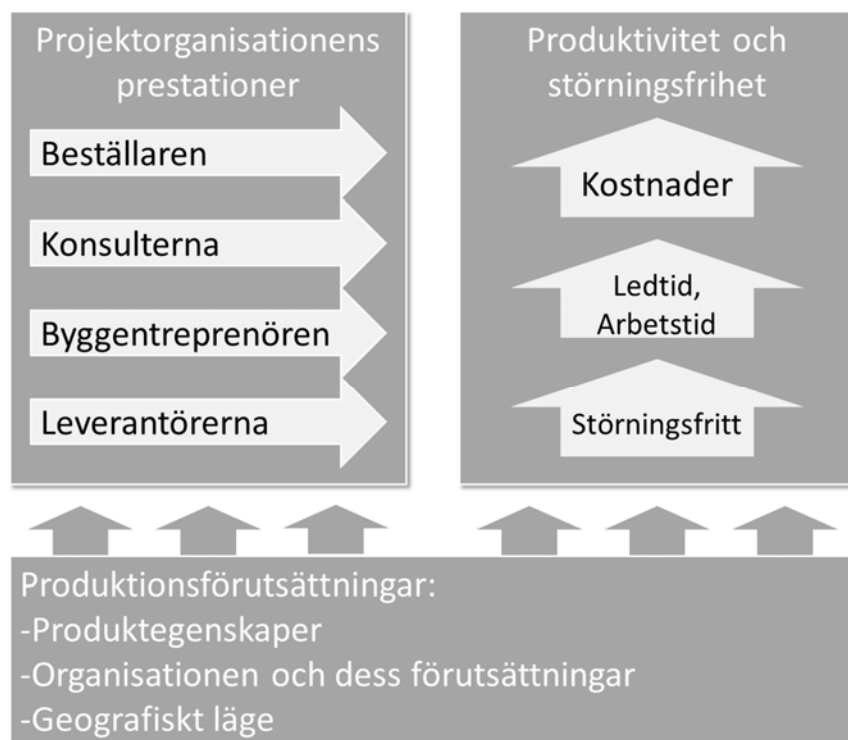 Projektorganisationens
prestationer
Beställaren
Konsulterna
Byggentreprenören
Leverantörerna
Produktivitet och
störningsfrihet
Kostnader
Ledtid,
Arbetstid
Störningsfritt
Produktionsförutsättningar:
-Produktegenskaper
-Organisationen och dess förutsättningar
-Geografiskt läge